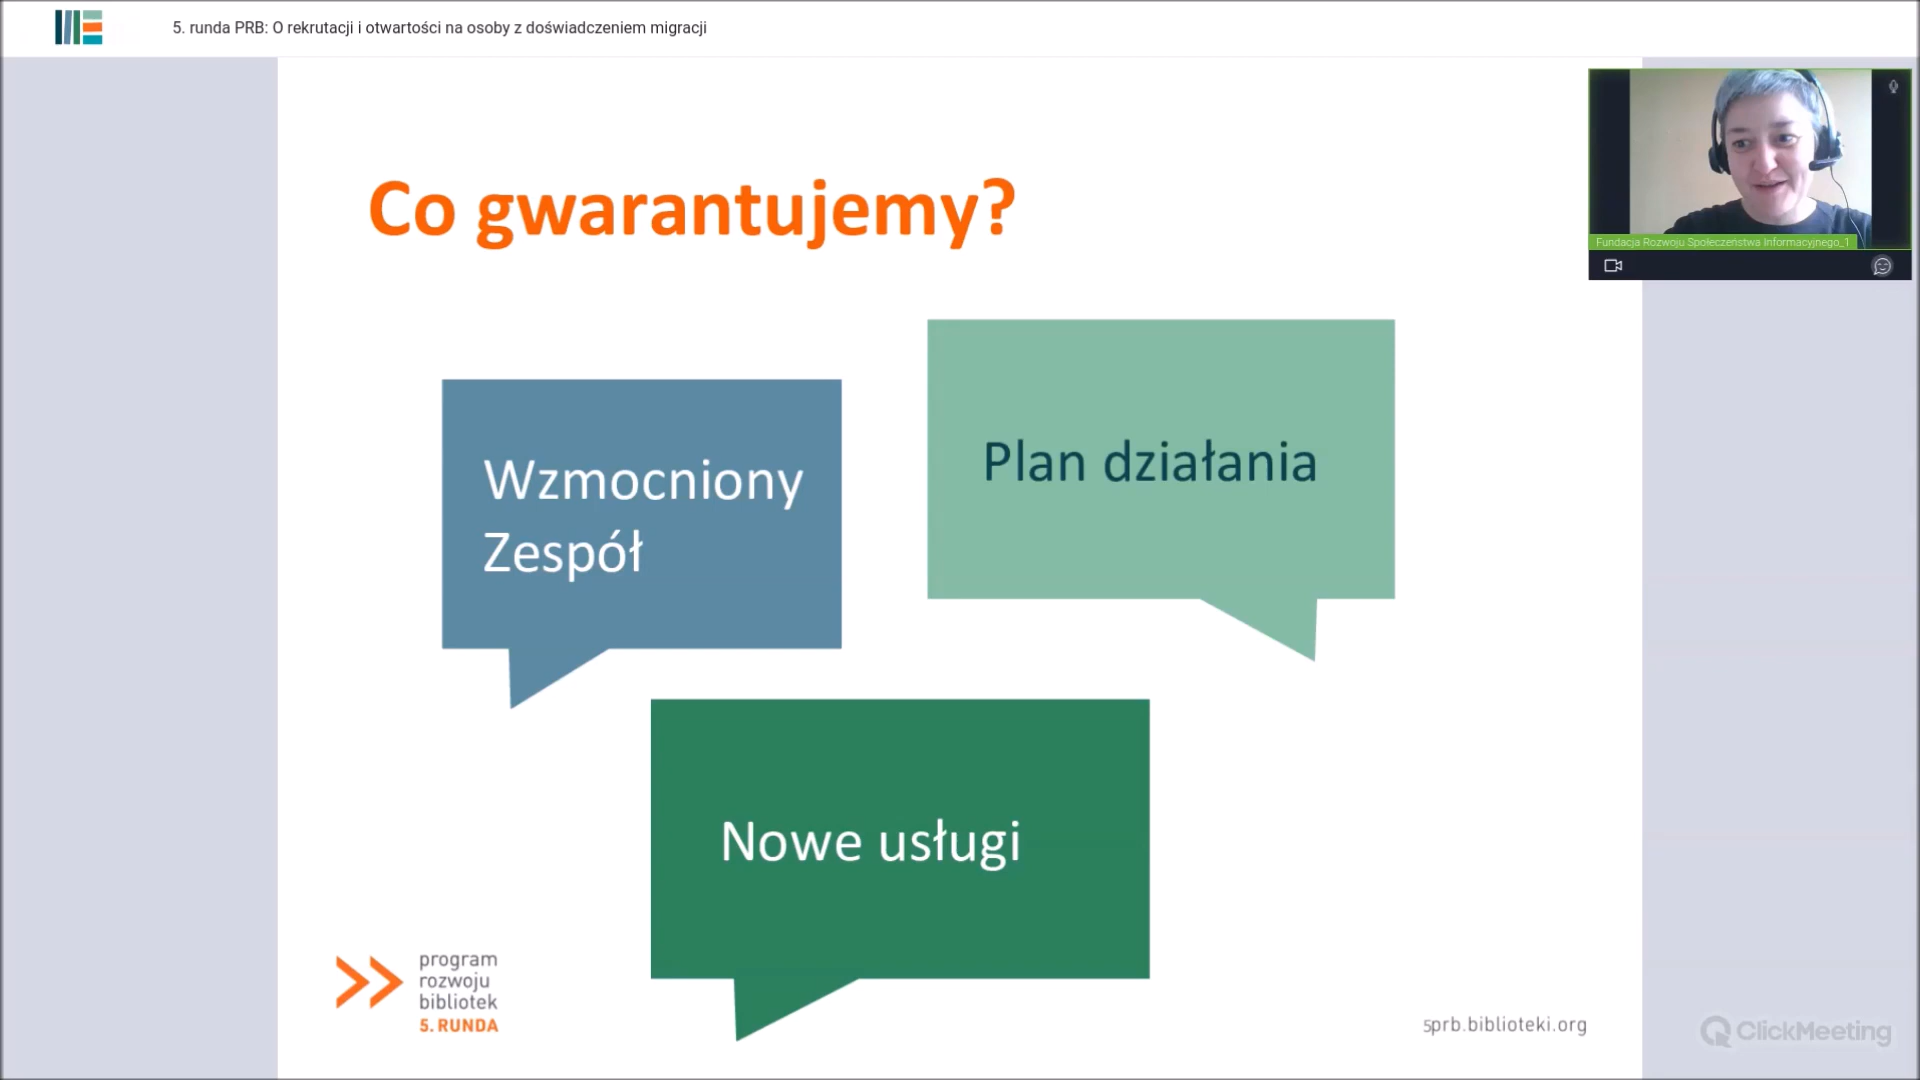 5. runda PRB: O rekrutacji i otwartości na osoby z doświadczeniem migracji
Fundacja Rozwoju Społeczeństwa Informacyjnego_1
Co gwarantujemy?
Plan działania
Wzmocniony
Zespół
Nowe usługi
program
rozwoju
bibliotek
5. RUNDA
5prb.biblioteki.org
ClickMeeting